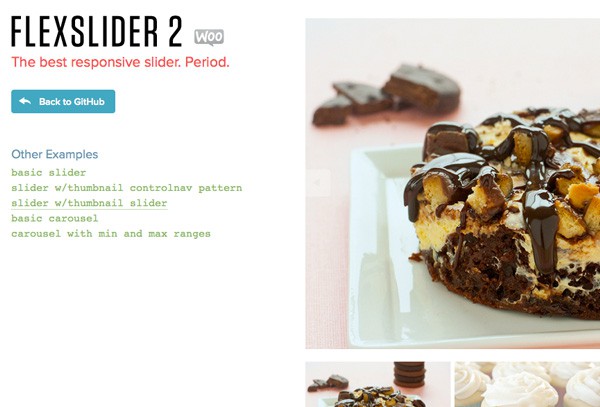 FLEXSLIDER 2 WOO
The best responsive slider. Period.
Back to GitHub
Other Examples
basic slider
slider w/thumbnail controlnav pattern
slider w/thumbnail slider
basic carousel
carousel with min and max ranges